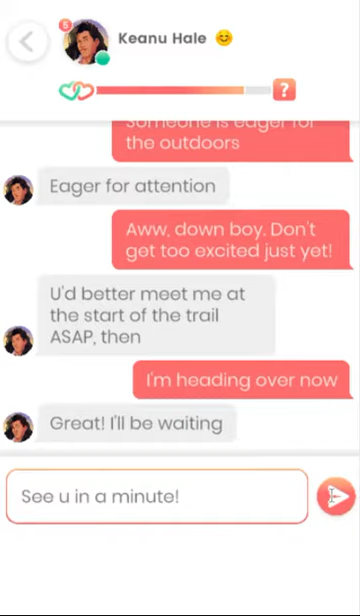 5
Keanu Hale 😊
?
Someone is eager for
the outdoors
Eager for attention
Aww, down boy. Don't
get too excited just yet!
U'd better meet me at
the start of the trail
ASAP, then
I'm heading over now
Great! I'll be waiting
See u in a minute!